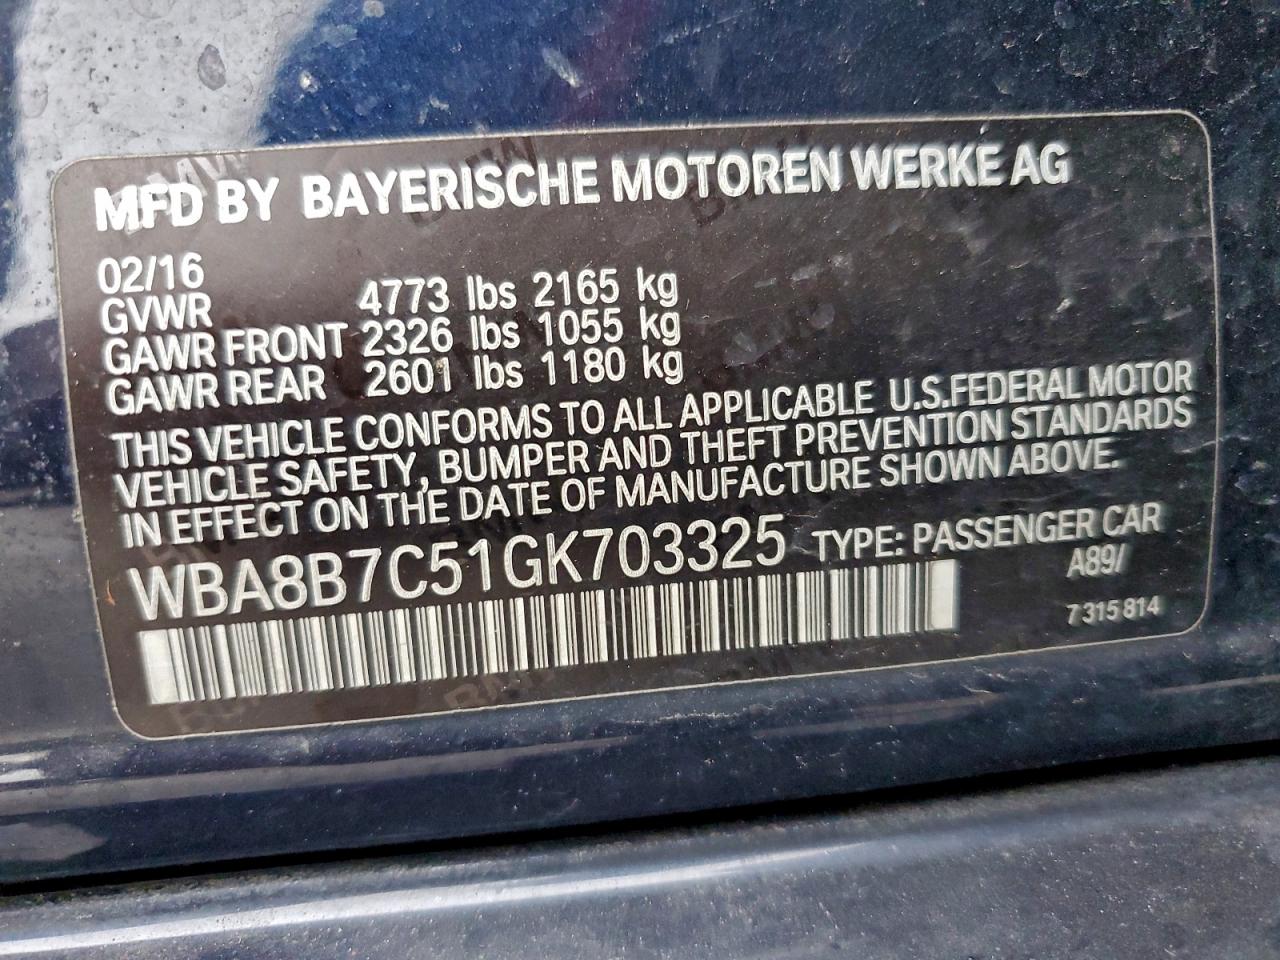 MFD BY BAYERISCHE MOTOREN WERKE AG
02/16
GVWR 4773 lbs 2165 kg
GAWR FRONT 2326 lbs 1055 kg
GAWR REAR 2601 lbs 1180 kg
THIS VEHICLE CONFORMS TO ALL APPLICABLE U.S.FEDERAL MOTOR
VEHICLE SAFETY, BUMPER AND THEFT PREVENTION STANDARDS
IN EFFECT ON THE DATE OF MANUFACTURE SHOWN ABOVE.
WBA8B7C51GK703325 TYPE: PASSENGER CAR
A89/
7 315 814